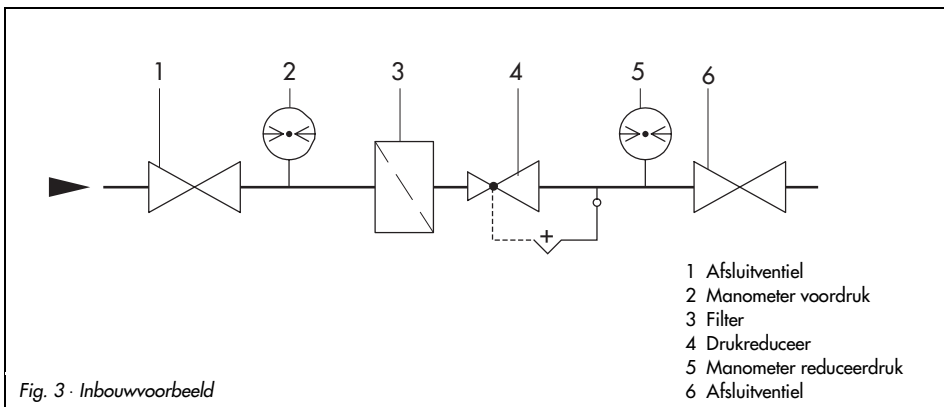 1 2 3 4 5 6
+
1 Afsluitventiel
2 Manometer voordruk
3 Filter
4 Drukreduceer
5 Manometer reduceerdruk
6 Afsluitventiel
Fig. 3 · Inbouwvoorbeeld